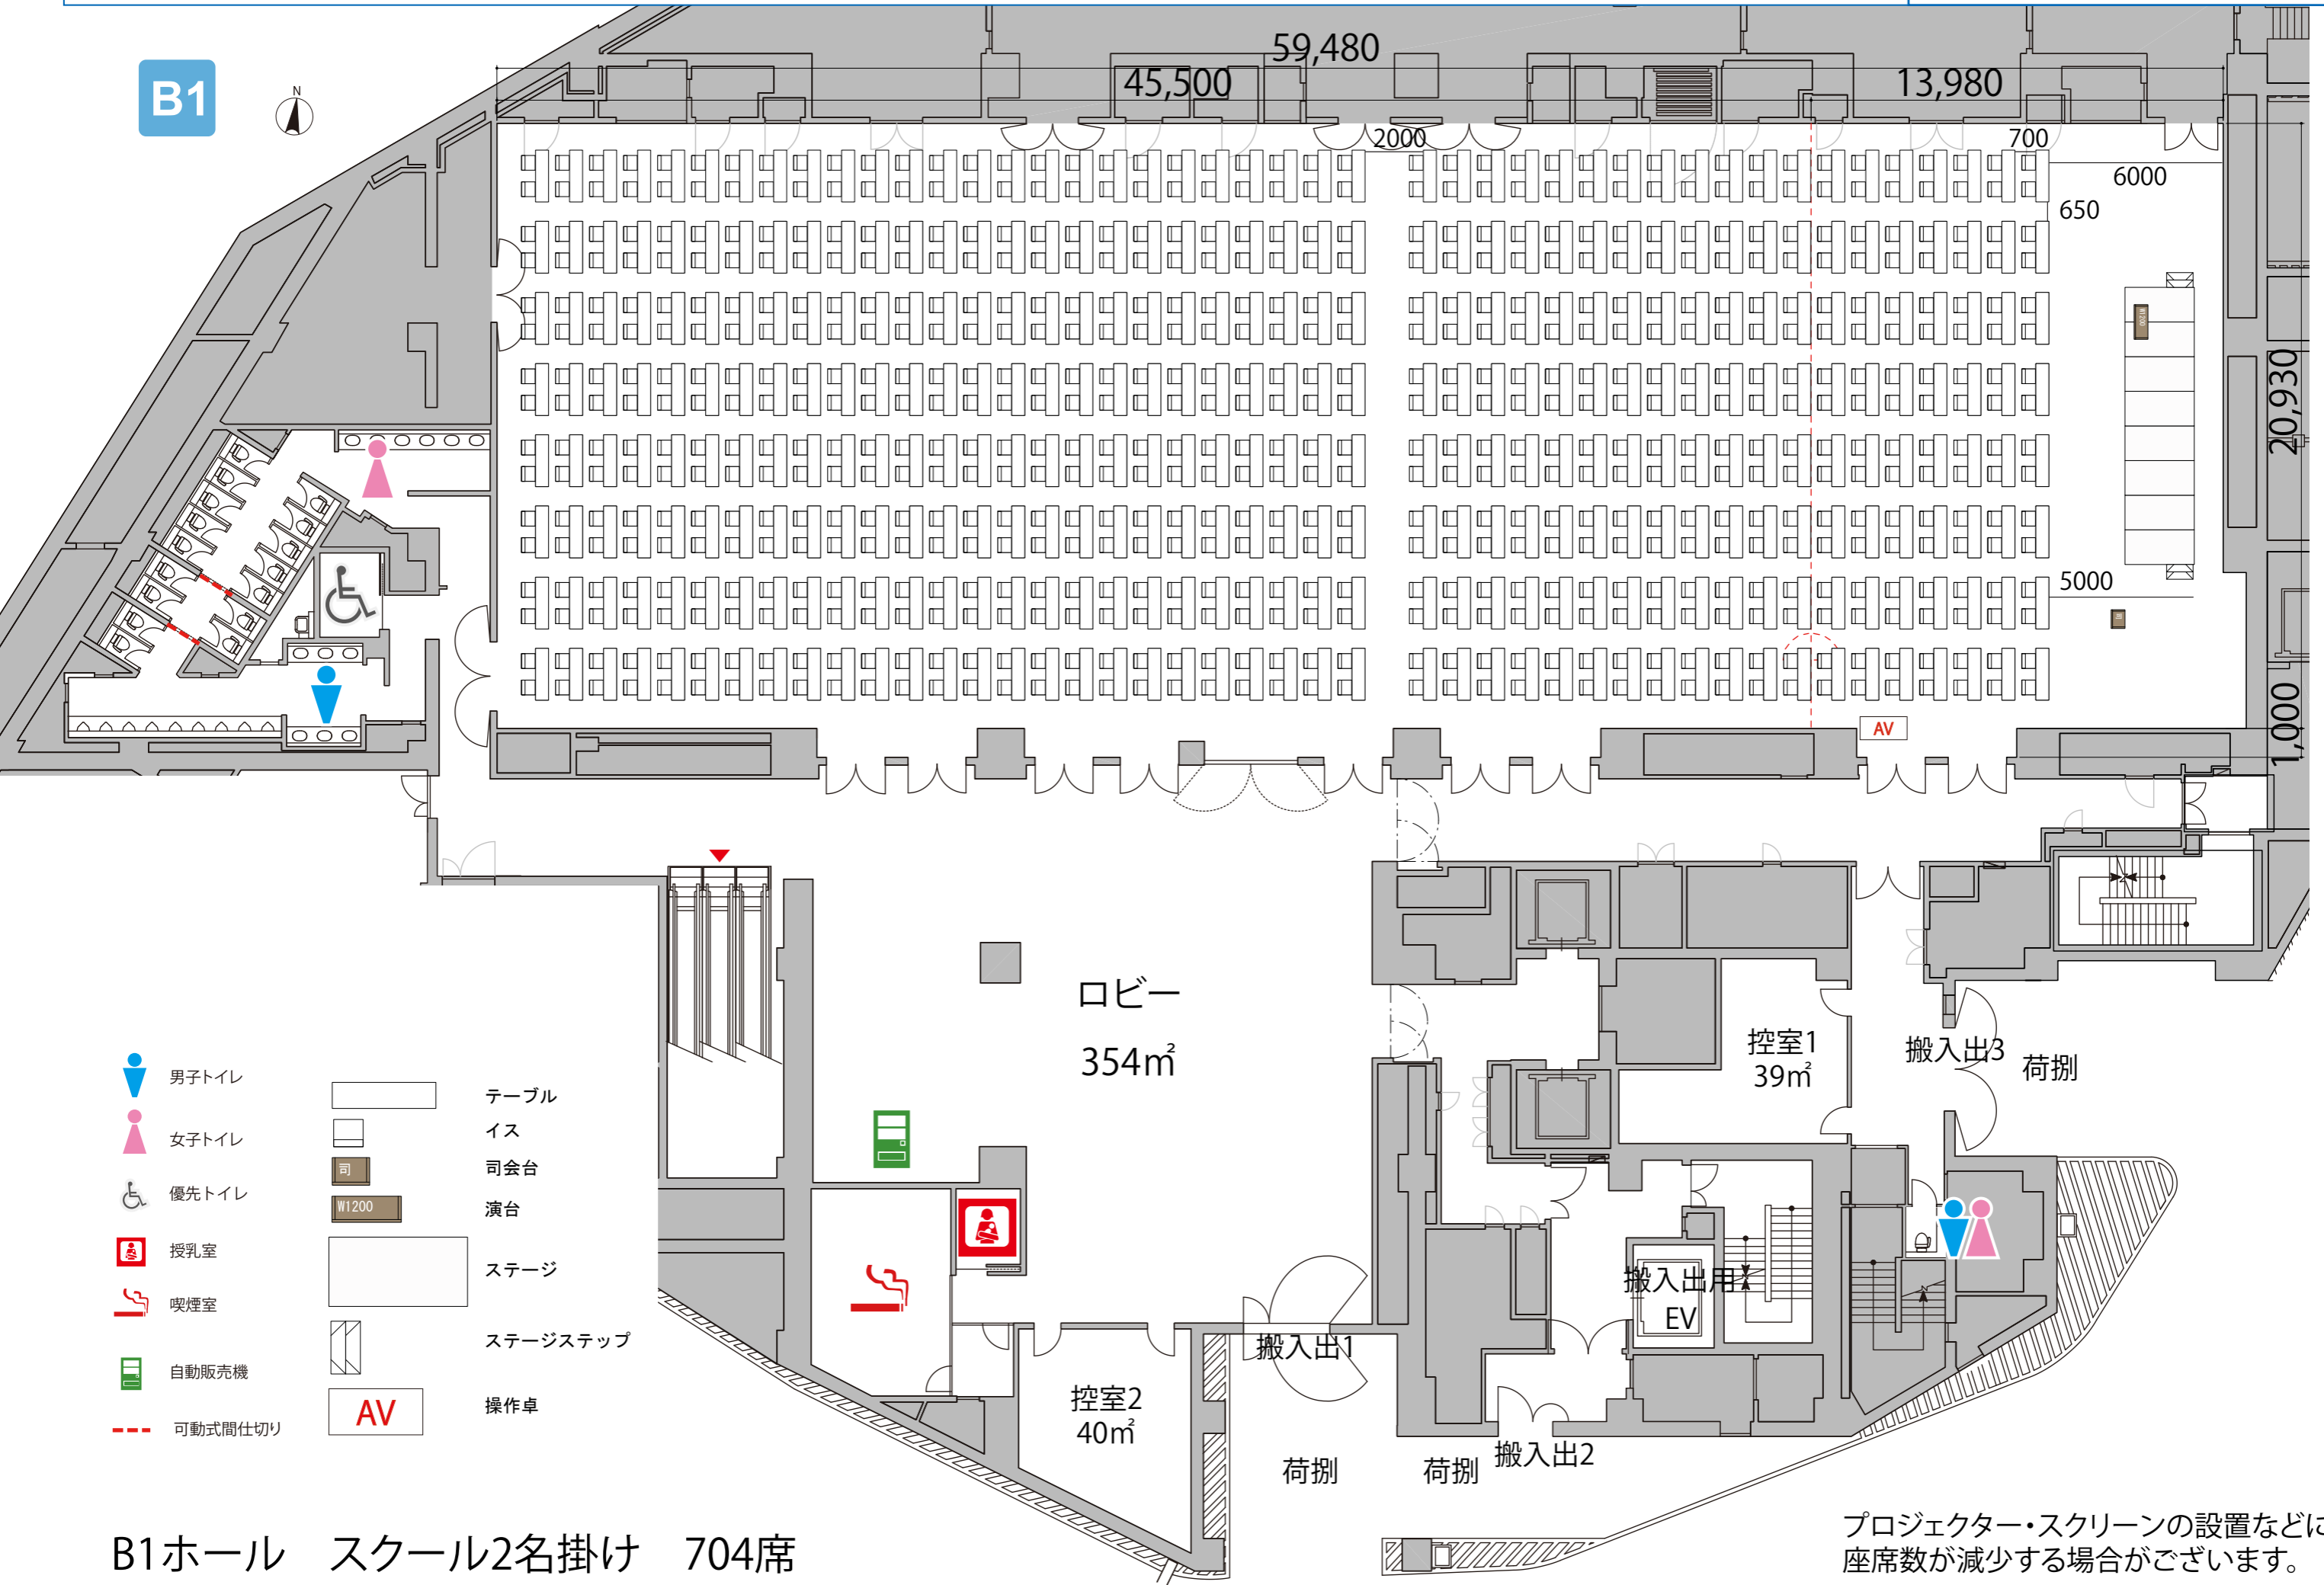 59,480
B1
N
45,500
13,980
2000
700
6000
650
W1200
20,930
5000
司
1,000
AV
ロビー
354㎡
控室1
39㎡
搬入出3
荷捌
男子トイレ
テーブル
女子トイレ
イス
司
司会台
優先トイレ
W1200
演台
授乳室
ステージ
喫煙室
ステージステップ
自動販売機
AV
操作卓
可動式間仕切り
搬入出用
EV
搬入出1
控室2
40㎡
荷捌
荷捌
搬入出2
B1ホール　スクール2名掛け　704席
プロジェクター・スクリーンの設置などに
座席数が減少する場合がございます。